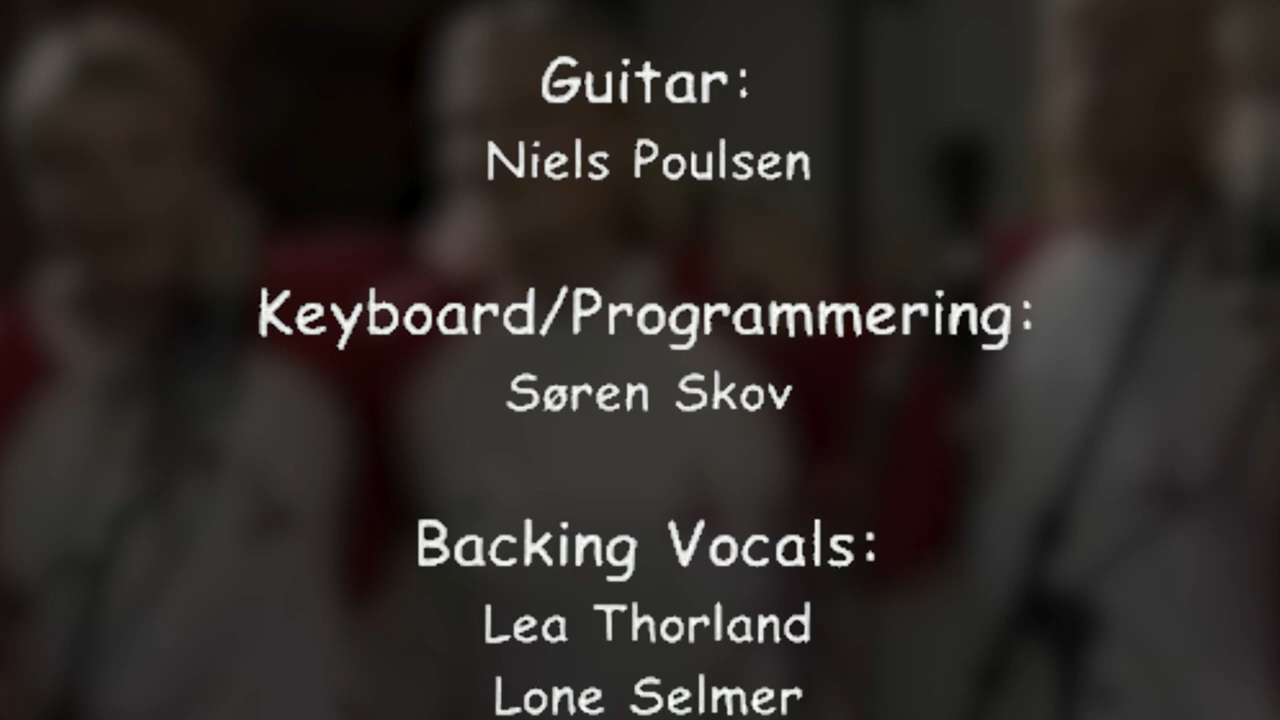 Guitar:
Niels Poulsen
Keyboard/Programmering:
Søren Skov
Backing Vocals:
Lea Thorland
Lone Selmer